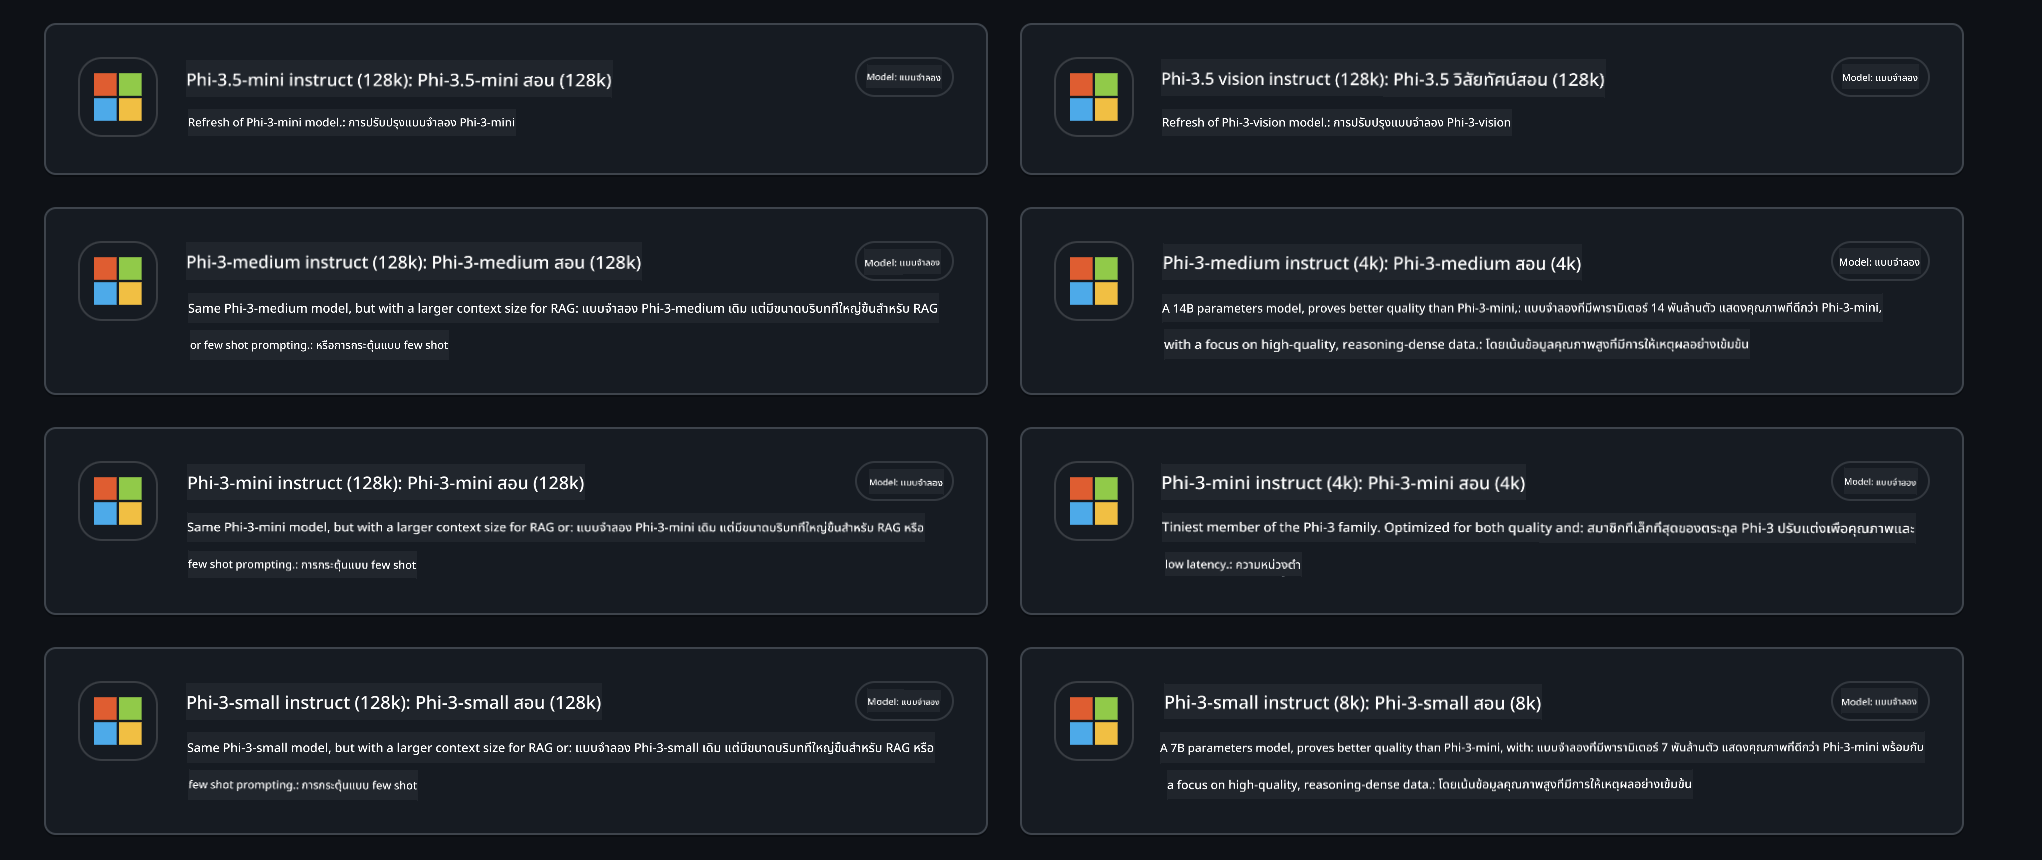 Phi-3.5-mini instruct (128k): Phi-3.5-mini สอน (128k)
Model: แบบจำลอง
Refresh of Phi-3-mini model.: การปรับปรุงแบบจำลอง Phi-3-mini
Phi-3.5 vision instruct (128k): Phi-3.5 วิสัยทัศน์สอน (128k)
Model: แบบจำลอง
Refresh of Phi-3-vision model.: การปรับปรุงแบบจำลอง Phi-3-vision
Phi-3-medium instruct (128k): Phi-3-medium สอน (128k)
Model: แบบจำลอง
Same Phi-3-medium model, but with a larger context size for RAG: แบบจำลอง Phi-3-medium เดิม แต่มีขนาดบริบทที่ใหญ่ขึ้นสำหรับ RAG
or few shot prompting.: หรือการกระตุ้นแบบ few shot
Phi-3-medium instruct (4k): Phi-3-medium สอน (4k)
Model: แบบจำลอง
A 14B parameters model, proves better quality than Phi-3-mini,: แบบจำลองที่มีพารามิเตอร์ 14 พันล้านตัว แสดงคุณภาพที่ดีกว่า Phi-3-mini,
with a focus on high-quality, reasoning-dense data.: โดยเน้นข้อมูลคุณภาพสูงที่มีการให้เหตุผลอย่างเข้มข้น
Phi-3-mini instruct (128k): Phi-3-mini สอน (128k)
Model: แบบจำลอง
Same Phi-3-mini model, but with a larger context size for RAG or: แบบจำลอง Phi-3-mini เดิม แต่มีขนาดบริบทที่ใหญ่ขึ้นสำหรับ RAG หรือ
few shot prompting.: การกระตุ้นแบบ few shot
Phi-3-mini instruct (4k): Phi-3-mini สอน (4k)
Model: แบบจำลอง
Tiniest member of the Phi-3 family. Optimized for both quality and: สมาชิกที่เล็กที่สุดของตระกูล Phi-3 ปรับแต่งเพื่อคุณภาพและ
low latency.: ความหน่วงต่ำ
Phi-3-small instruct (128k): Phi-3-small สอน (128k)
Model: แบบจำลอง
Same Phi-3-small model, but with a larger context size for RAG or: แบบจำลอง Phi-3-small เดิม แต่มีขนาดบริบทที่ใหญ่ขึ้นสำหรับ RAG หรือ
few shot prompting.: การกระตุ้นแบบ few shot
Phi-3-small instruct (8k): Phi-3-small สอน (8k)
Model: แบบจำลอง
A 7B parameters model, proves better quality than Phi-3-mini, with: แบบจำลองที่มีพารามิเตอร์ 7 พันล้านตัว แสดงคุณภาพที่ดีกว่า Phi-3-mini พร้อมกับ
a focus on high-quality, reasoning-dense data.: โดยเน้นข้อมูลคุณภาพสูงที่มีการให้เหตุผลอย่างเข้มข้น